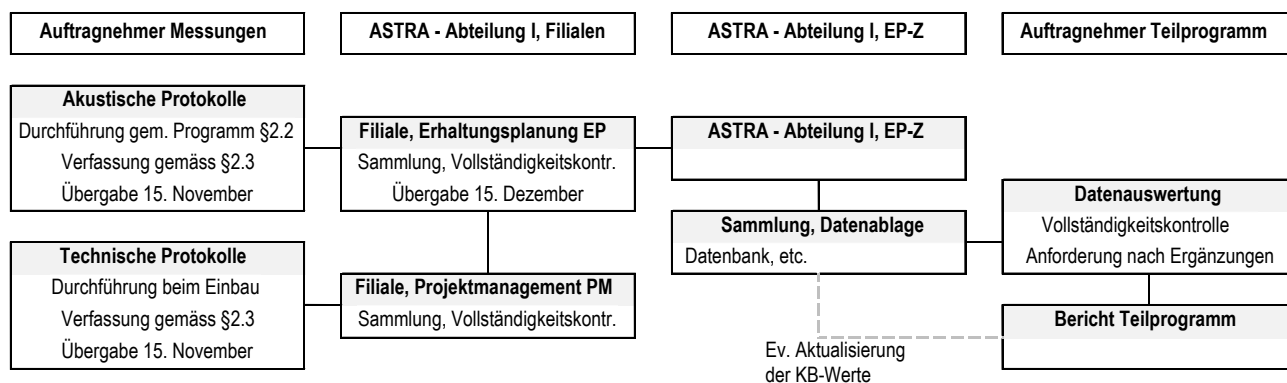 Auftragnehmer Messungen
ASTRA - Abteilung I, Filialen
ASTRA - Abteilung I, EP-Z
Auftragnehmer Teilprogramm
Akustische Protokolle
Durchführung gem. Programm §2.2
Verfassung gemäss §2.3
Übergabe 15. November
Technische Protokolle
Durchführung beim Einbau
Verfassung gemäss §2.3
Übergabe 15. November
Filiale, Erhaltungsplanung EP
Sammlung, Vollständigkeitskontr.
Übergabe 15. Dezember
Filiale, Projektmanagement PM
Sammlung, Vollständigkeitskontr.
ASTRA - Abteilung I, EP-Z
Sammlung, Datenablage
Datenbank, etc.
Ev. Aktualisierung
der KB-Werte
Datenauswertung
Vollständigkeitskontrolle
Anforderung nach Ergänzungen
Bericht Teilprogramm